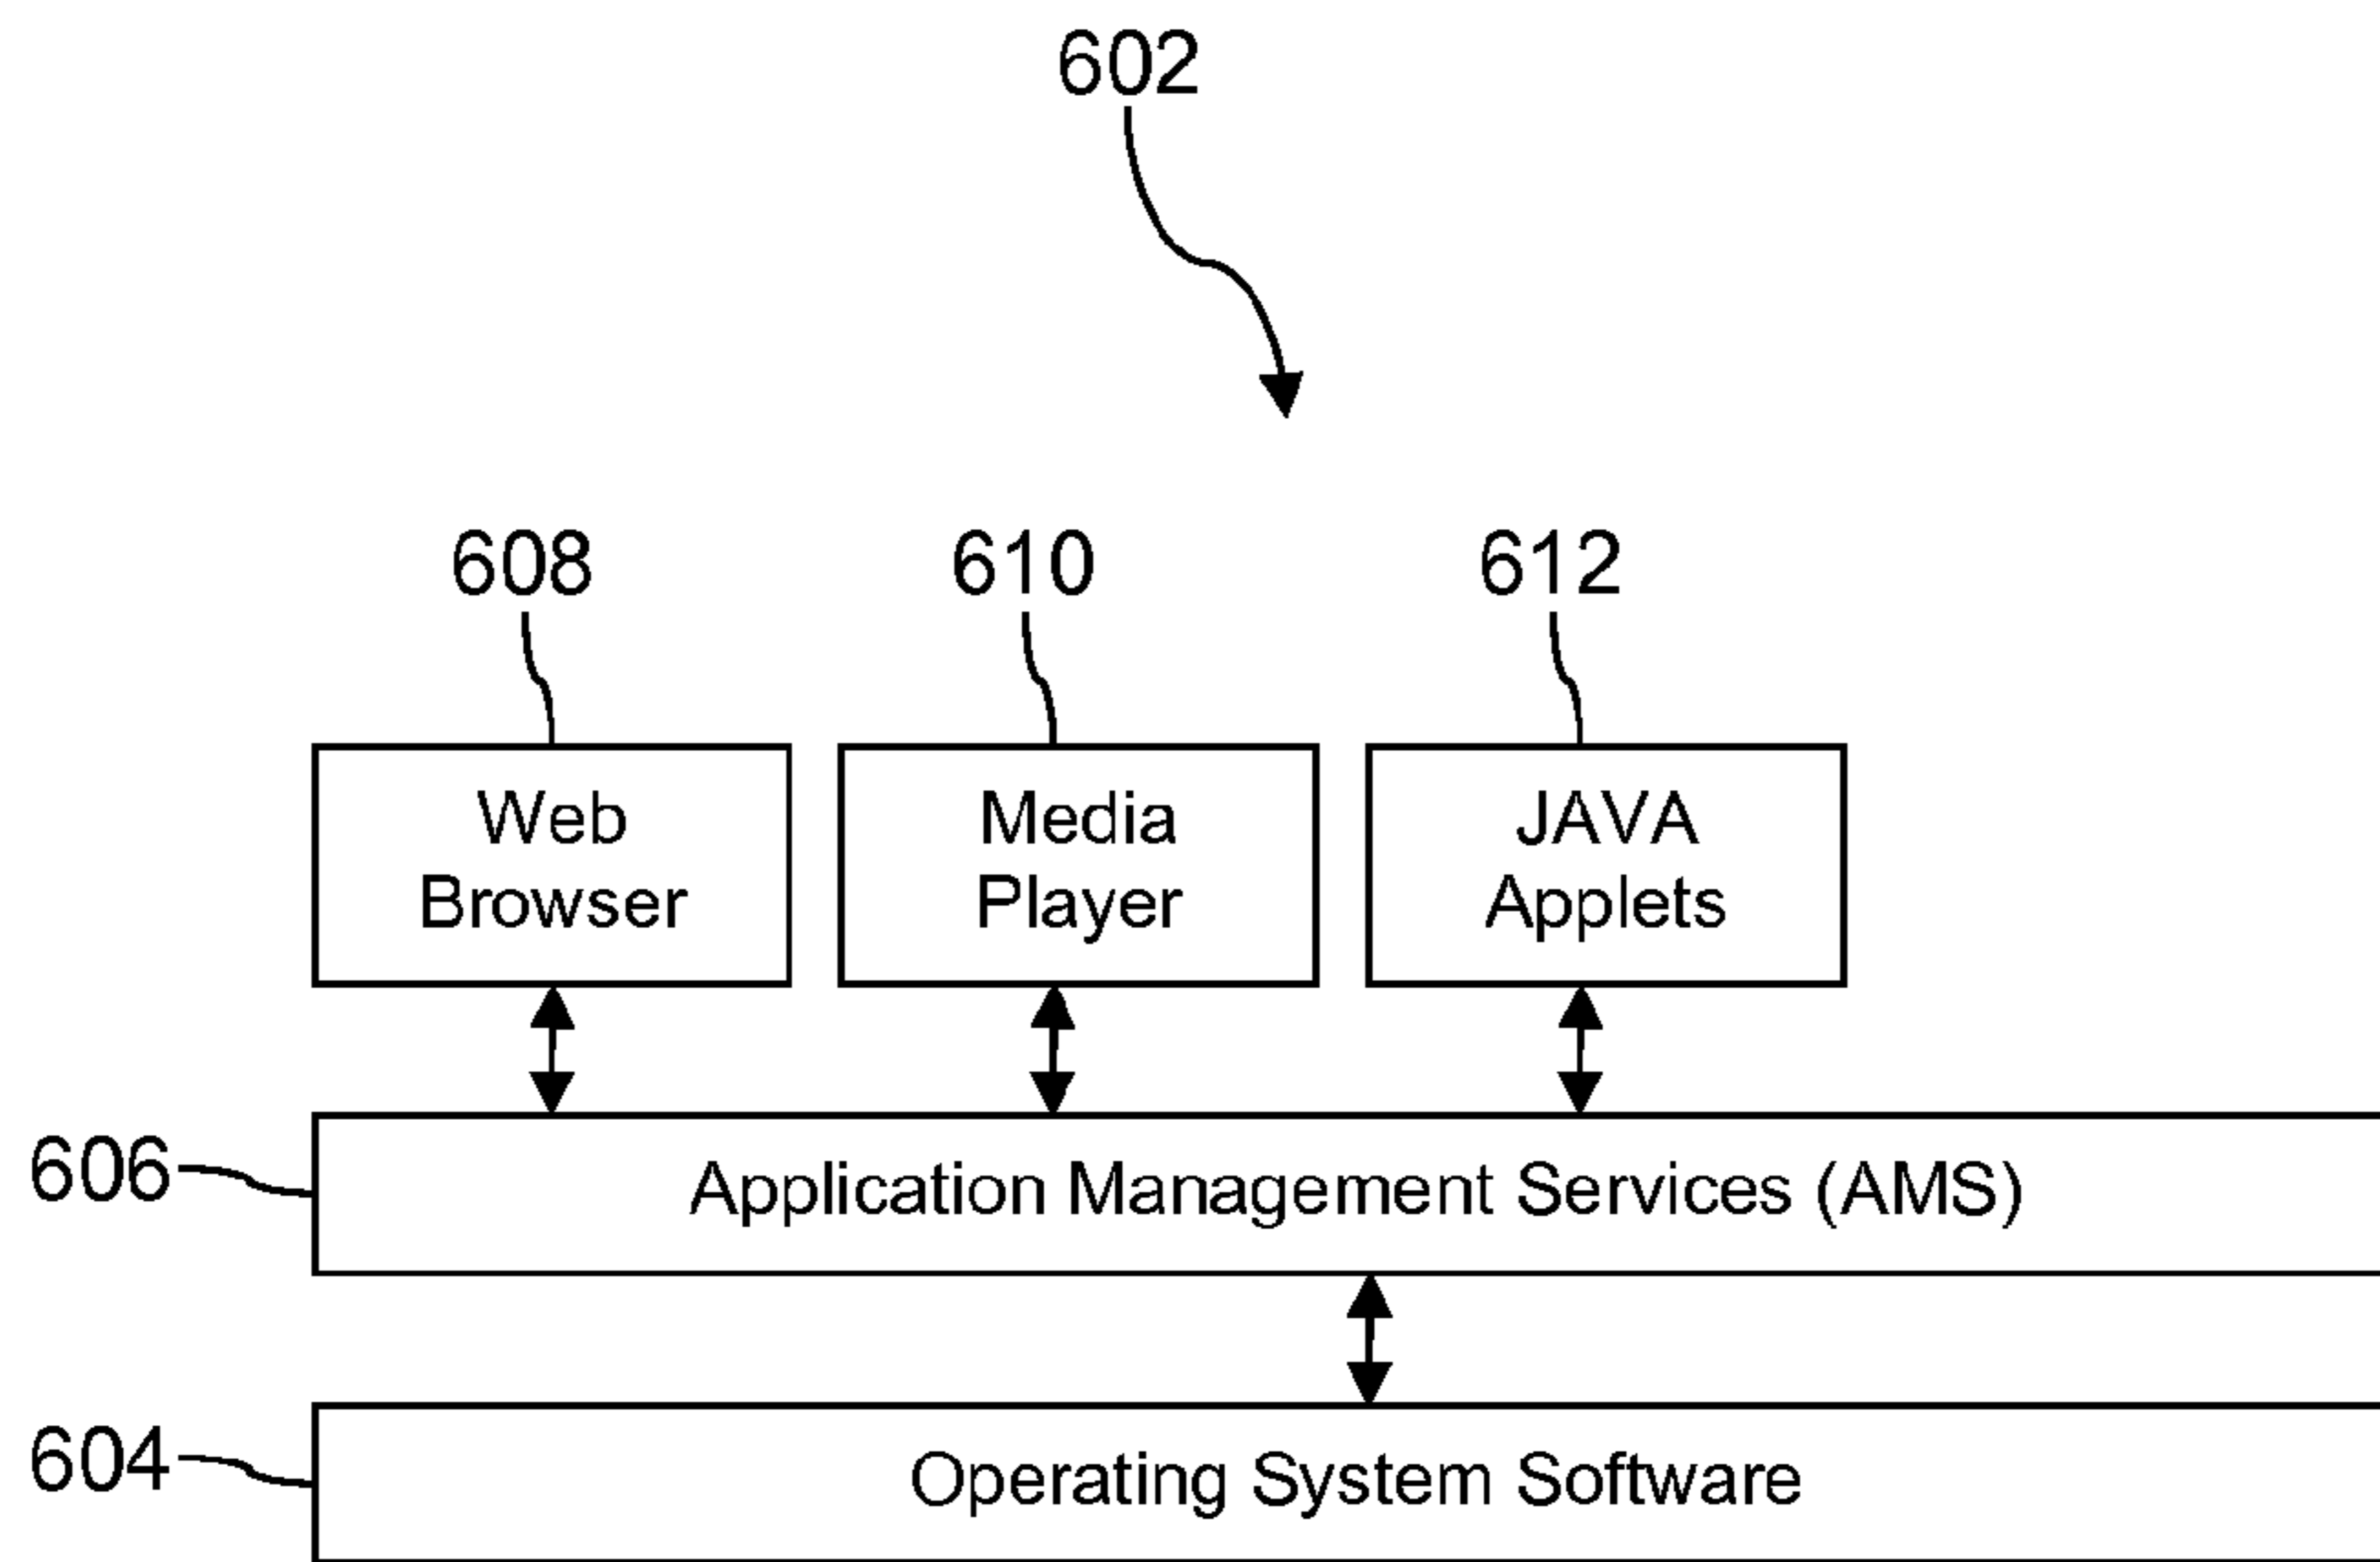 602
608
610
612
Web
Browser
Media
Player
JAVA
Applets
606
Application Management Services (AMS)
604
Operating System Software